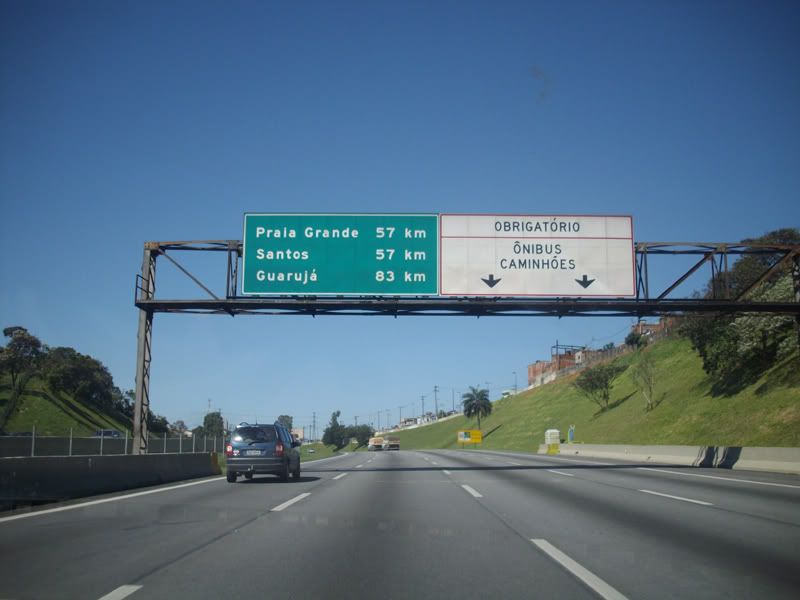 Praia Grande 57 km
Santos 57 km
Guarujá 83 km
OBRIGATÓRIO
ÔNIBUS
CAMINHÕES